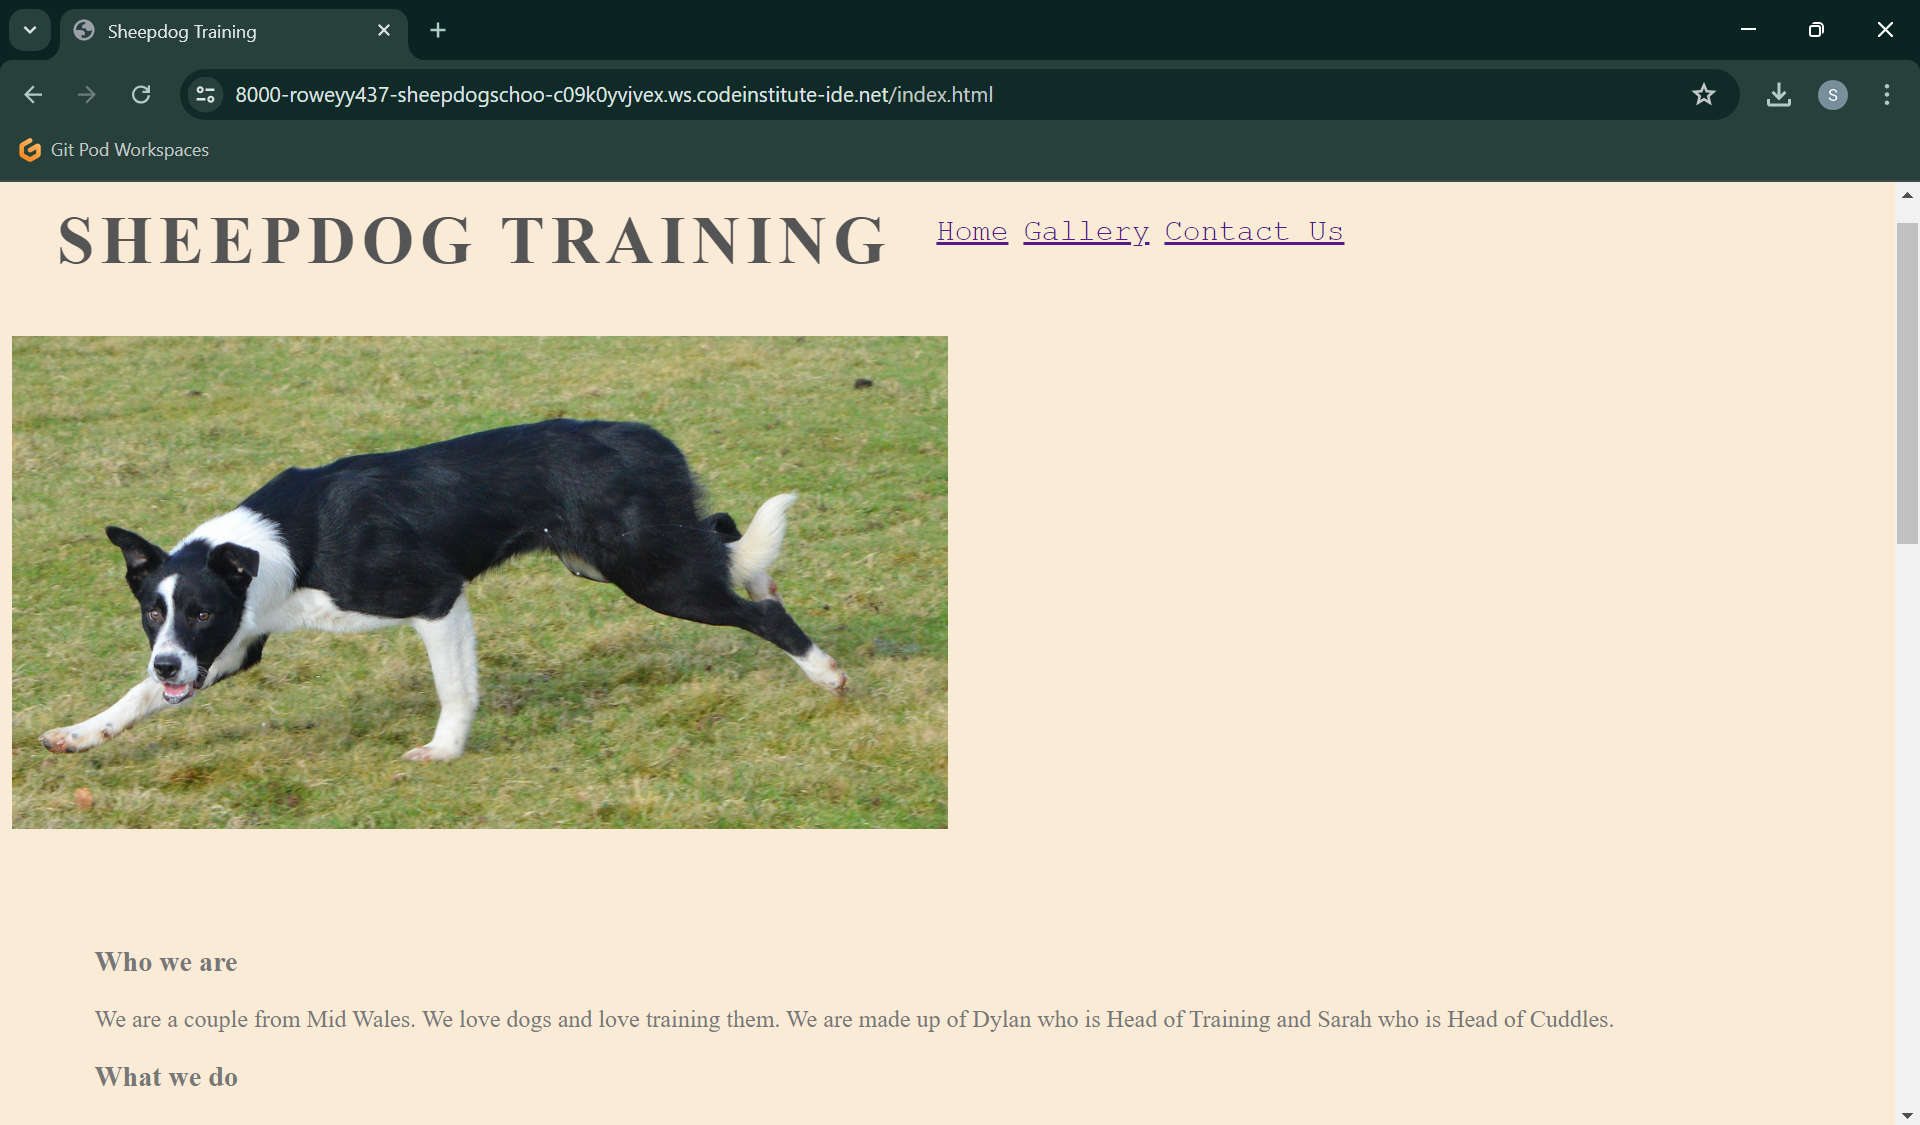 Sheepdog Training
8000-roweyy437-sheepdogschoo-c09k0yvjvex.ws.codeinstitute-ide.net/index.html
S
Git Pod Workspaces
SHEEPDOG TRAINING
Home Gallery Contact Us
Who we are
We are a couple from Mid Wales. We love dogs and love training them. We are made up of Dylan who is Head of Training and Sarah who is Head of Cuddles.
What we do